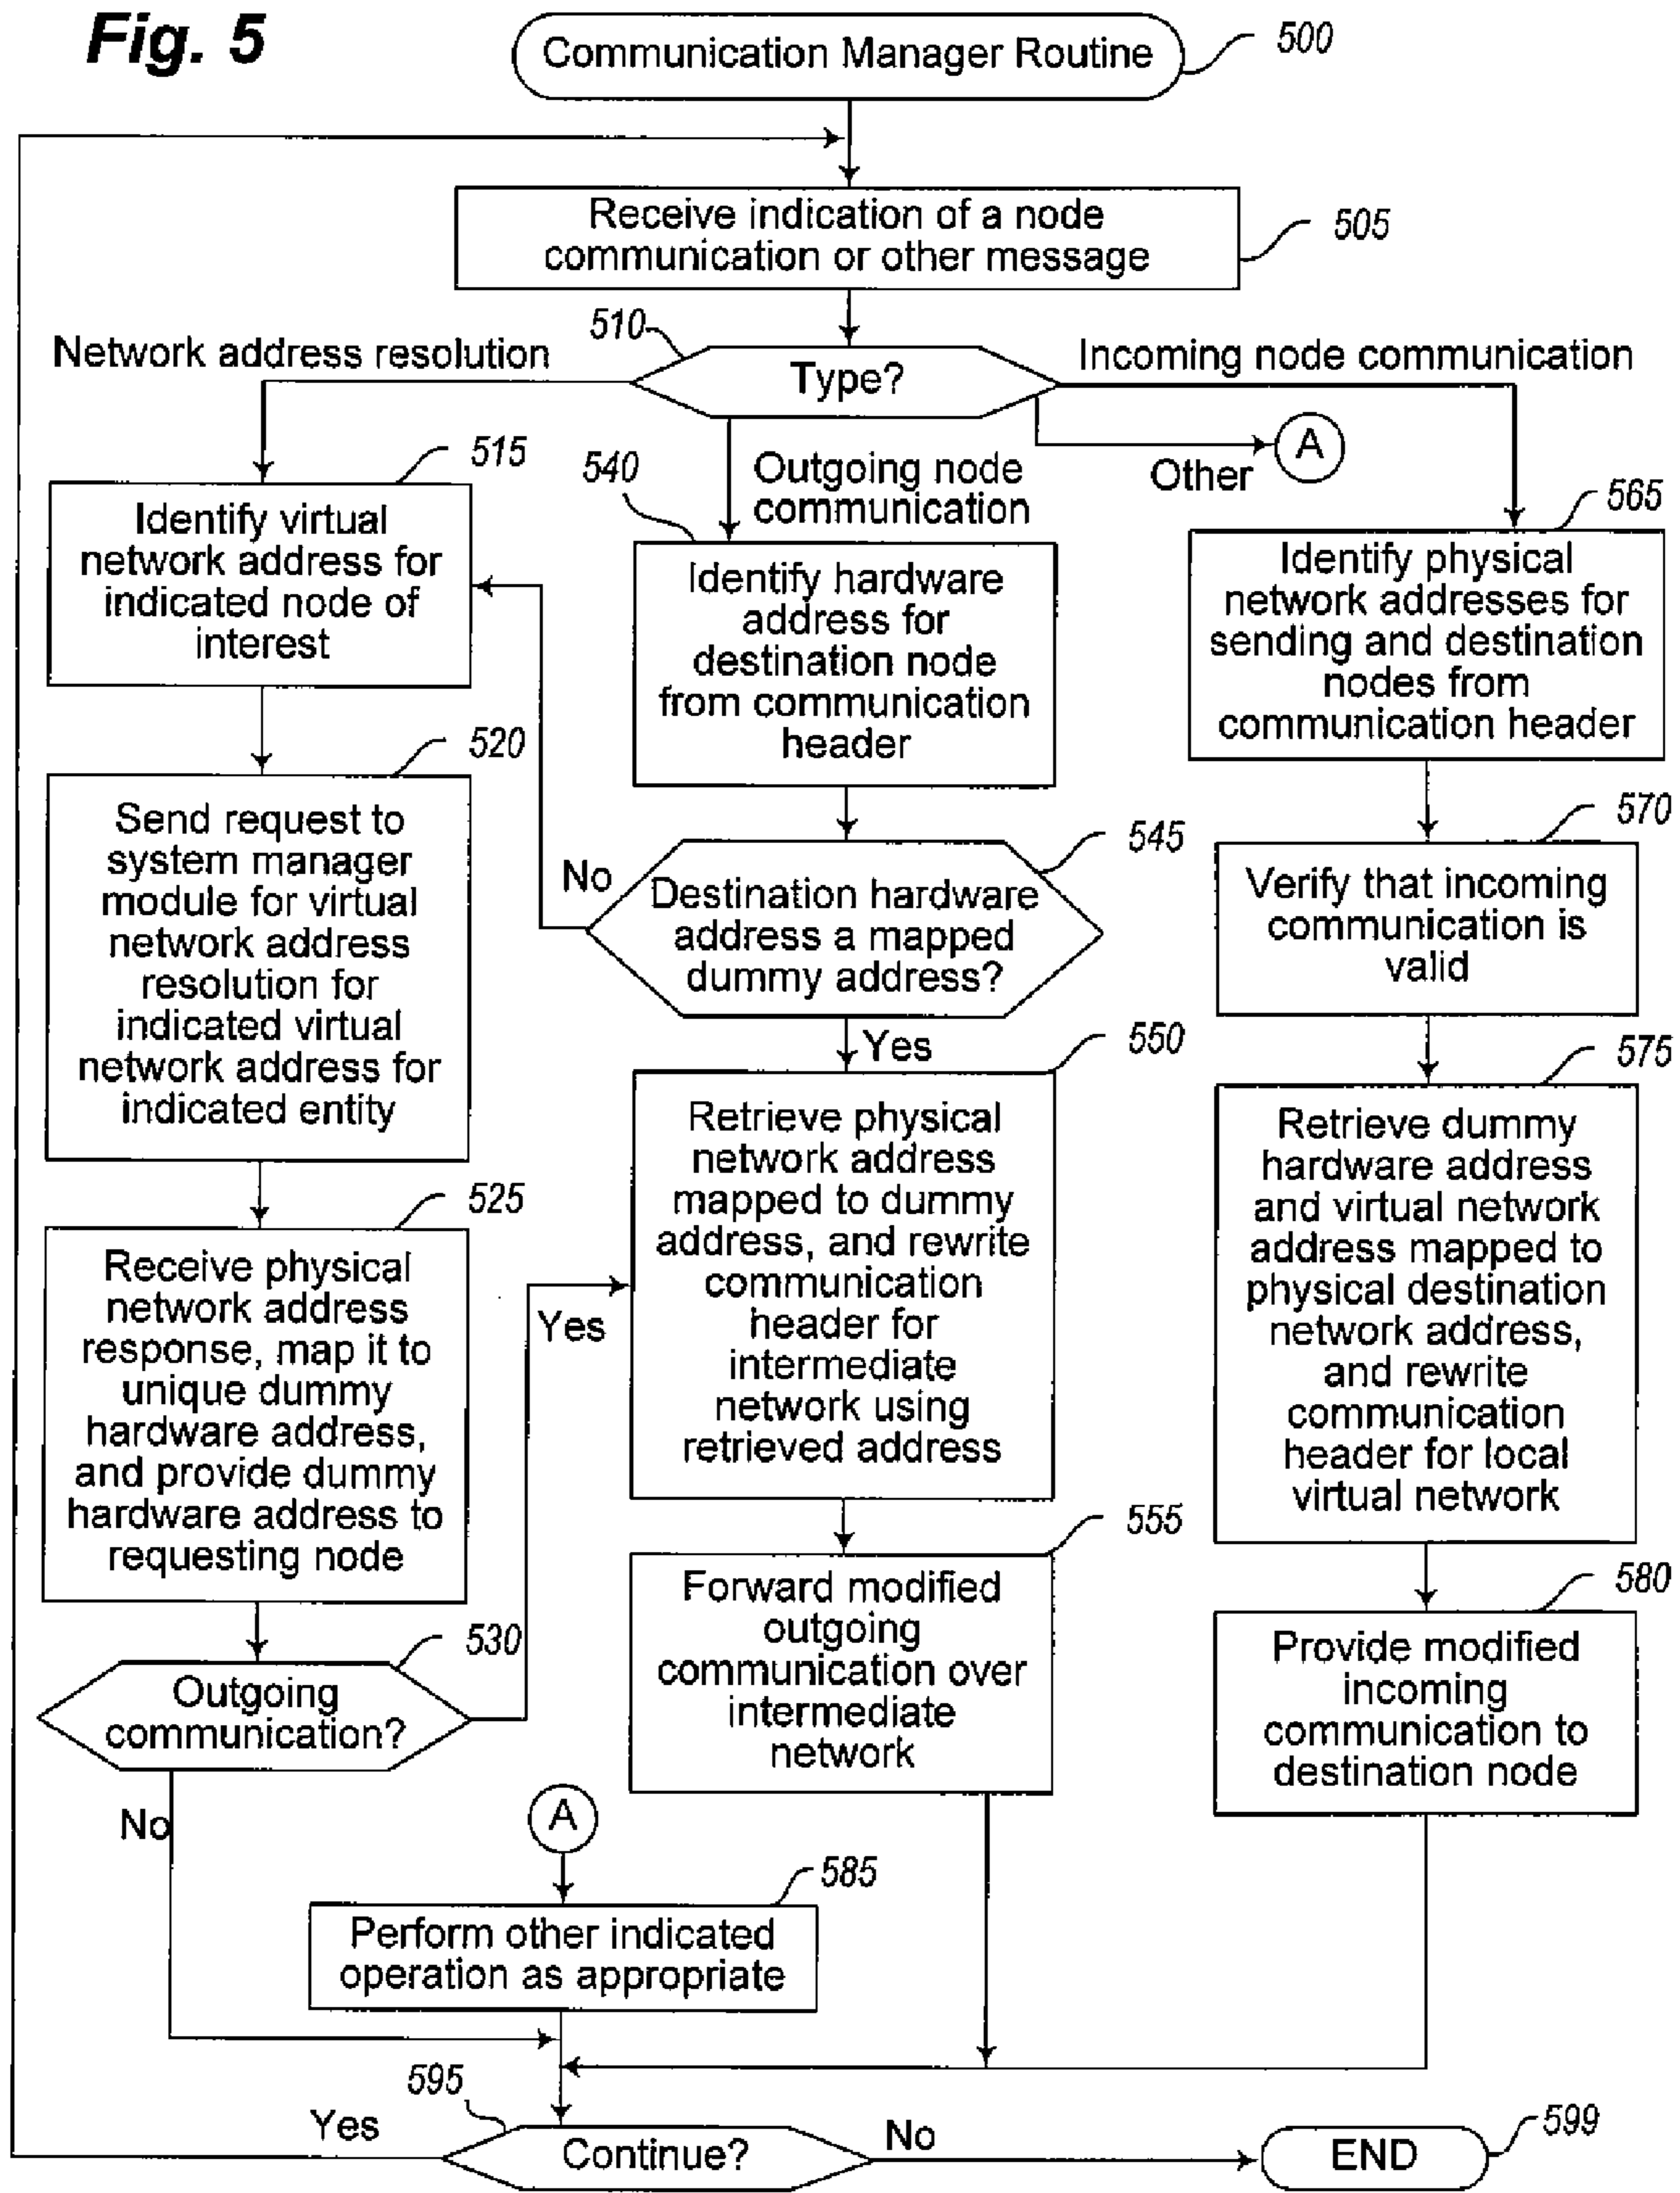 Fig. 5
Communication Manager Routine
500
Receive indication of a node
communication or other message
505
510
Type?
Network address resolution
Incoming node communication
Outgoing node
communication
Other
A
515
Identify virtual
network address for
indicated node of
interest
520
Send request to
system manager
module for virtual
network address
resolution for
indicated virtual
network address for
indicated entity
525
Receive physical
network address
response, map it to
unique dummy
hardware address,
and provide dummy
hardware address to
requesting node
530
Outgoing
communication?
Yes
No
540
Identify hardware
address for
destination node
from communication
header
545
Destination hardware
address a mapped
dummy address?
No
Yes
550
Retrieve physical
network address
mapped to dummy
address, and rewrite
communication
header for
intermediate
network using
retrieved address
555
Forward modified
outgoing
communication over
intermediate
network
565
Identify physical
network addresses for
sending and destination
nodes from
communication header
570
Verify that incoming
communication is
valid
575
Retrieve dummy
hardware address
and virtual network
address mapped to
physical destination
network address,
and rewrite
communication
header for local
virtual network
580
Provide modified
incoming
communication to
destination node
A
585
Perform other indicated
operation as appropriate
595
Continue?
Yes
No
END
599